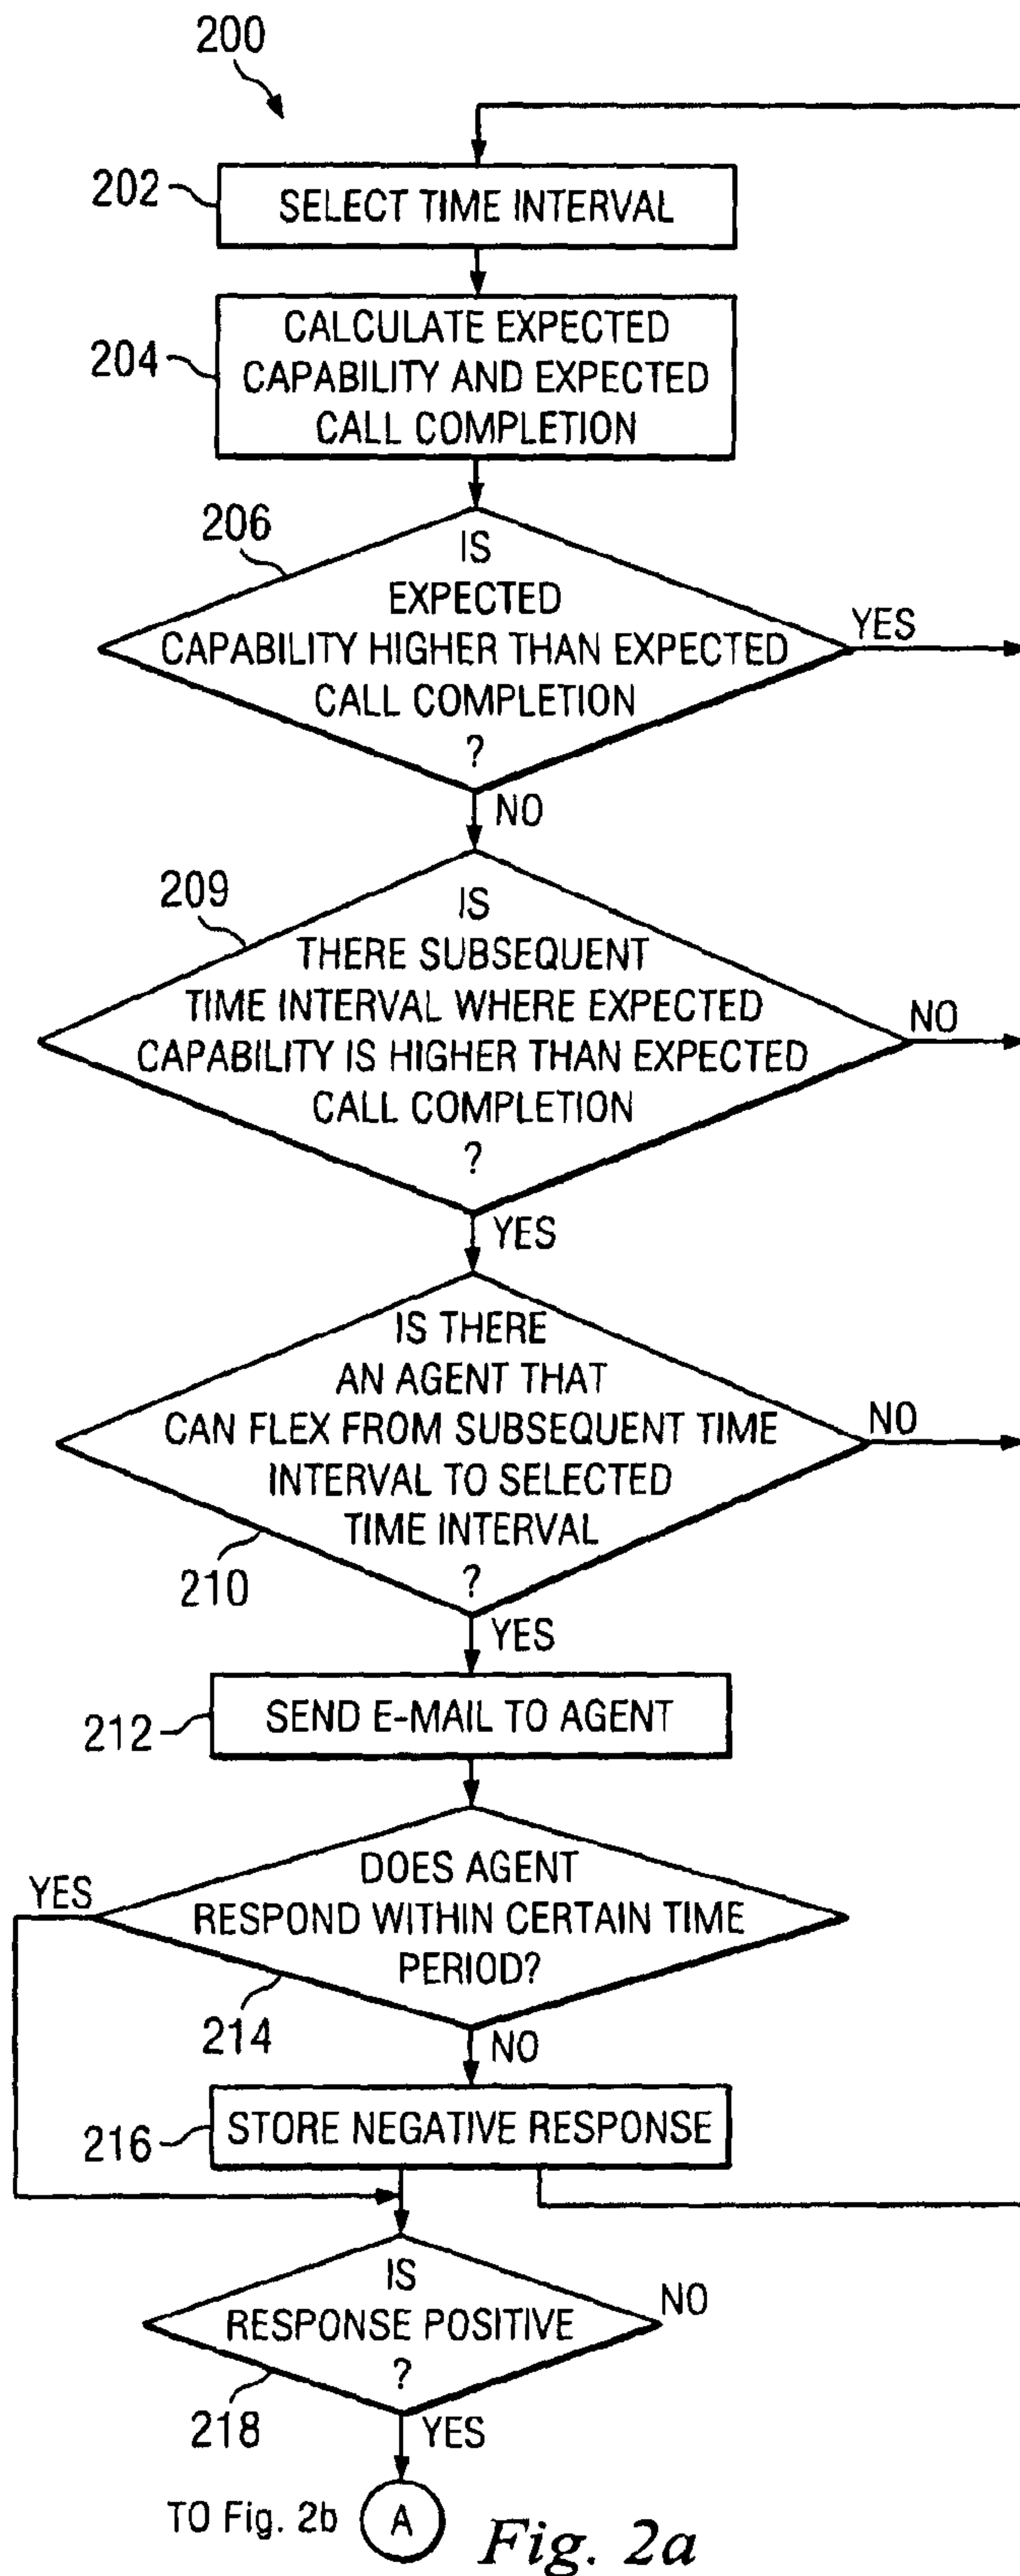 200
202
SELECT TIME INTERVAL
204
CALCULATE EXPECTED
CAPABILITY AND EXPECTED
CALL COMPLETION
206
IS
EXPECTED
CAPABILITY HIGHER THAN EXPECTED
CALL COMPLETION
?
YES
NO
209
IS
THERE SUBSEQUENT
TIME INTERVAL WHERE EXPECTED
CAPABILITY IS HIGHER THAN EXPECTED
CALL COMPLETION
?
NO
YES
IS THERE
AN AGENT THAT
CAN FLEX FROM SUBSEQUENT TIME
INTERVAL TO SELECTED
TIME INTERVAL
?
NO
210
YES
212
SEND E-MAIL TO AGENT
YES
DOES AGENT
RESPOND WITHIN CERTAIN TIME
PERIOD?
214
NO
216
STORE NEGATIVE RESPONSE
IS
RESPONSE POSITIVE
?
NO
218
YES
TO Fig. 2b
A
Fig. 2a